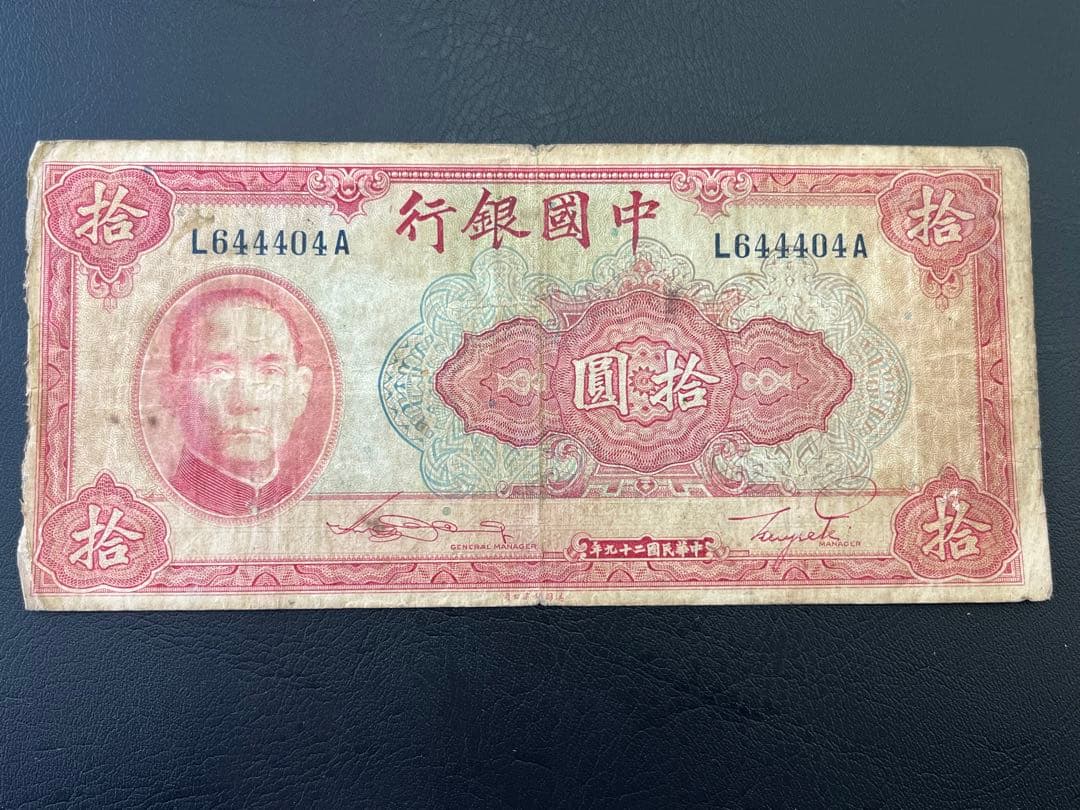 中國銀行
拾
拾
L644404A
L644404A
拾圓
GENERAL MANAGER
MANAGER
中華民國二十九年
拾
拾